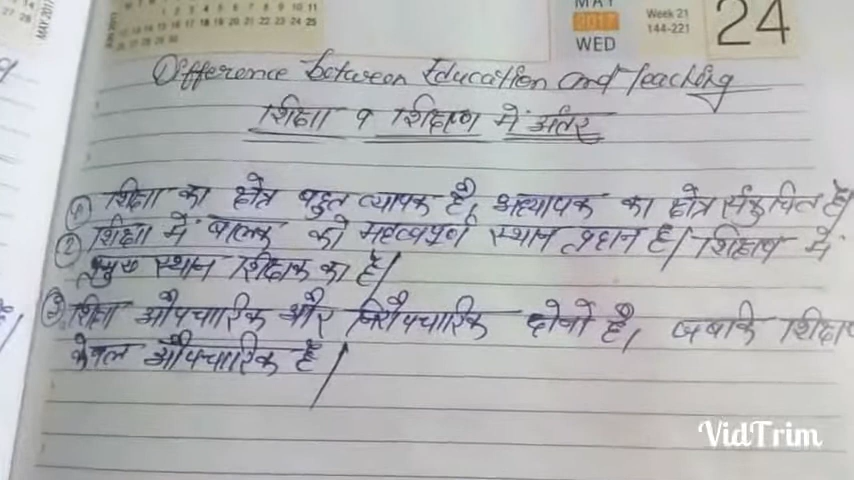 MAY
2017
WED
Week 21
144-221
24
Difference between Education and Teaching
शिक्षा व शिक्षण में अंतर
① शिक्षा का क्षेत्र बहुत व्यापक है, अध्यापक का क्षेत्र संकुचित है।
② शिक्षा में बालक को महत्वपूर्ण स्थान प्रदान है। शिक्षण में
प्रमुख स्थान शिक्षक का है।
③ शिक्षा औपचारिक और निरौपचारिक दोनों है, जबकि शिक्षण
केवल औपचारिक है।
VidTrim